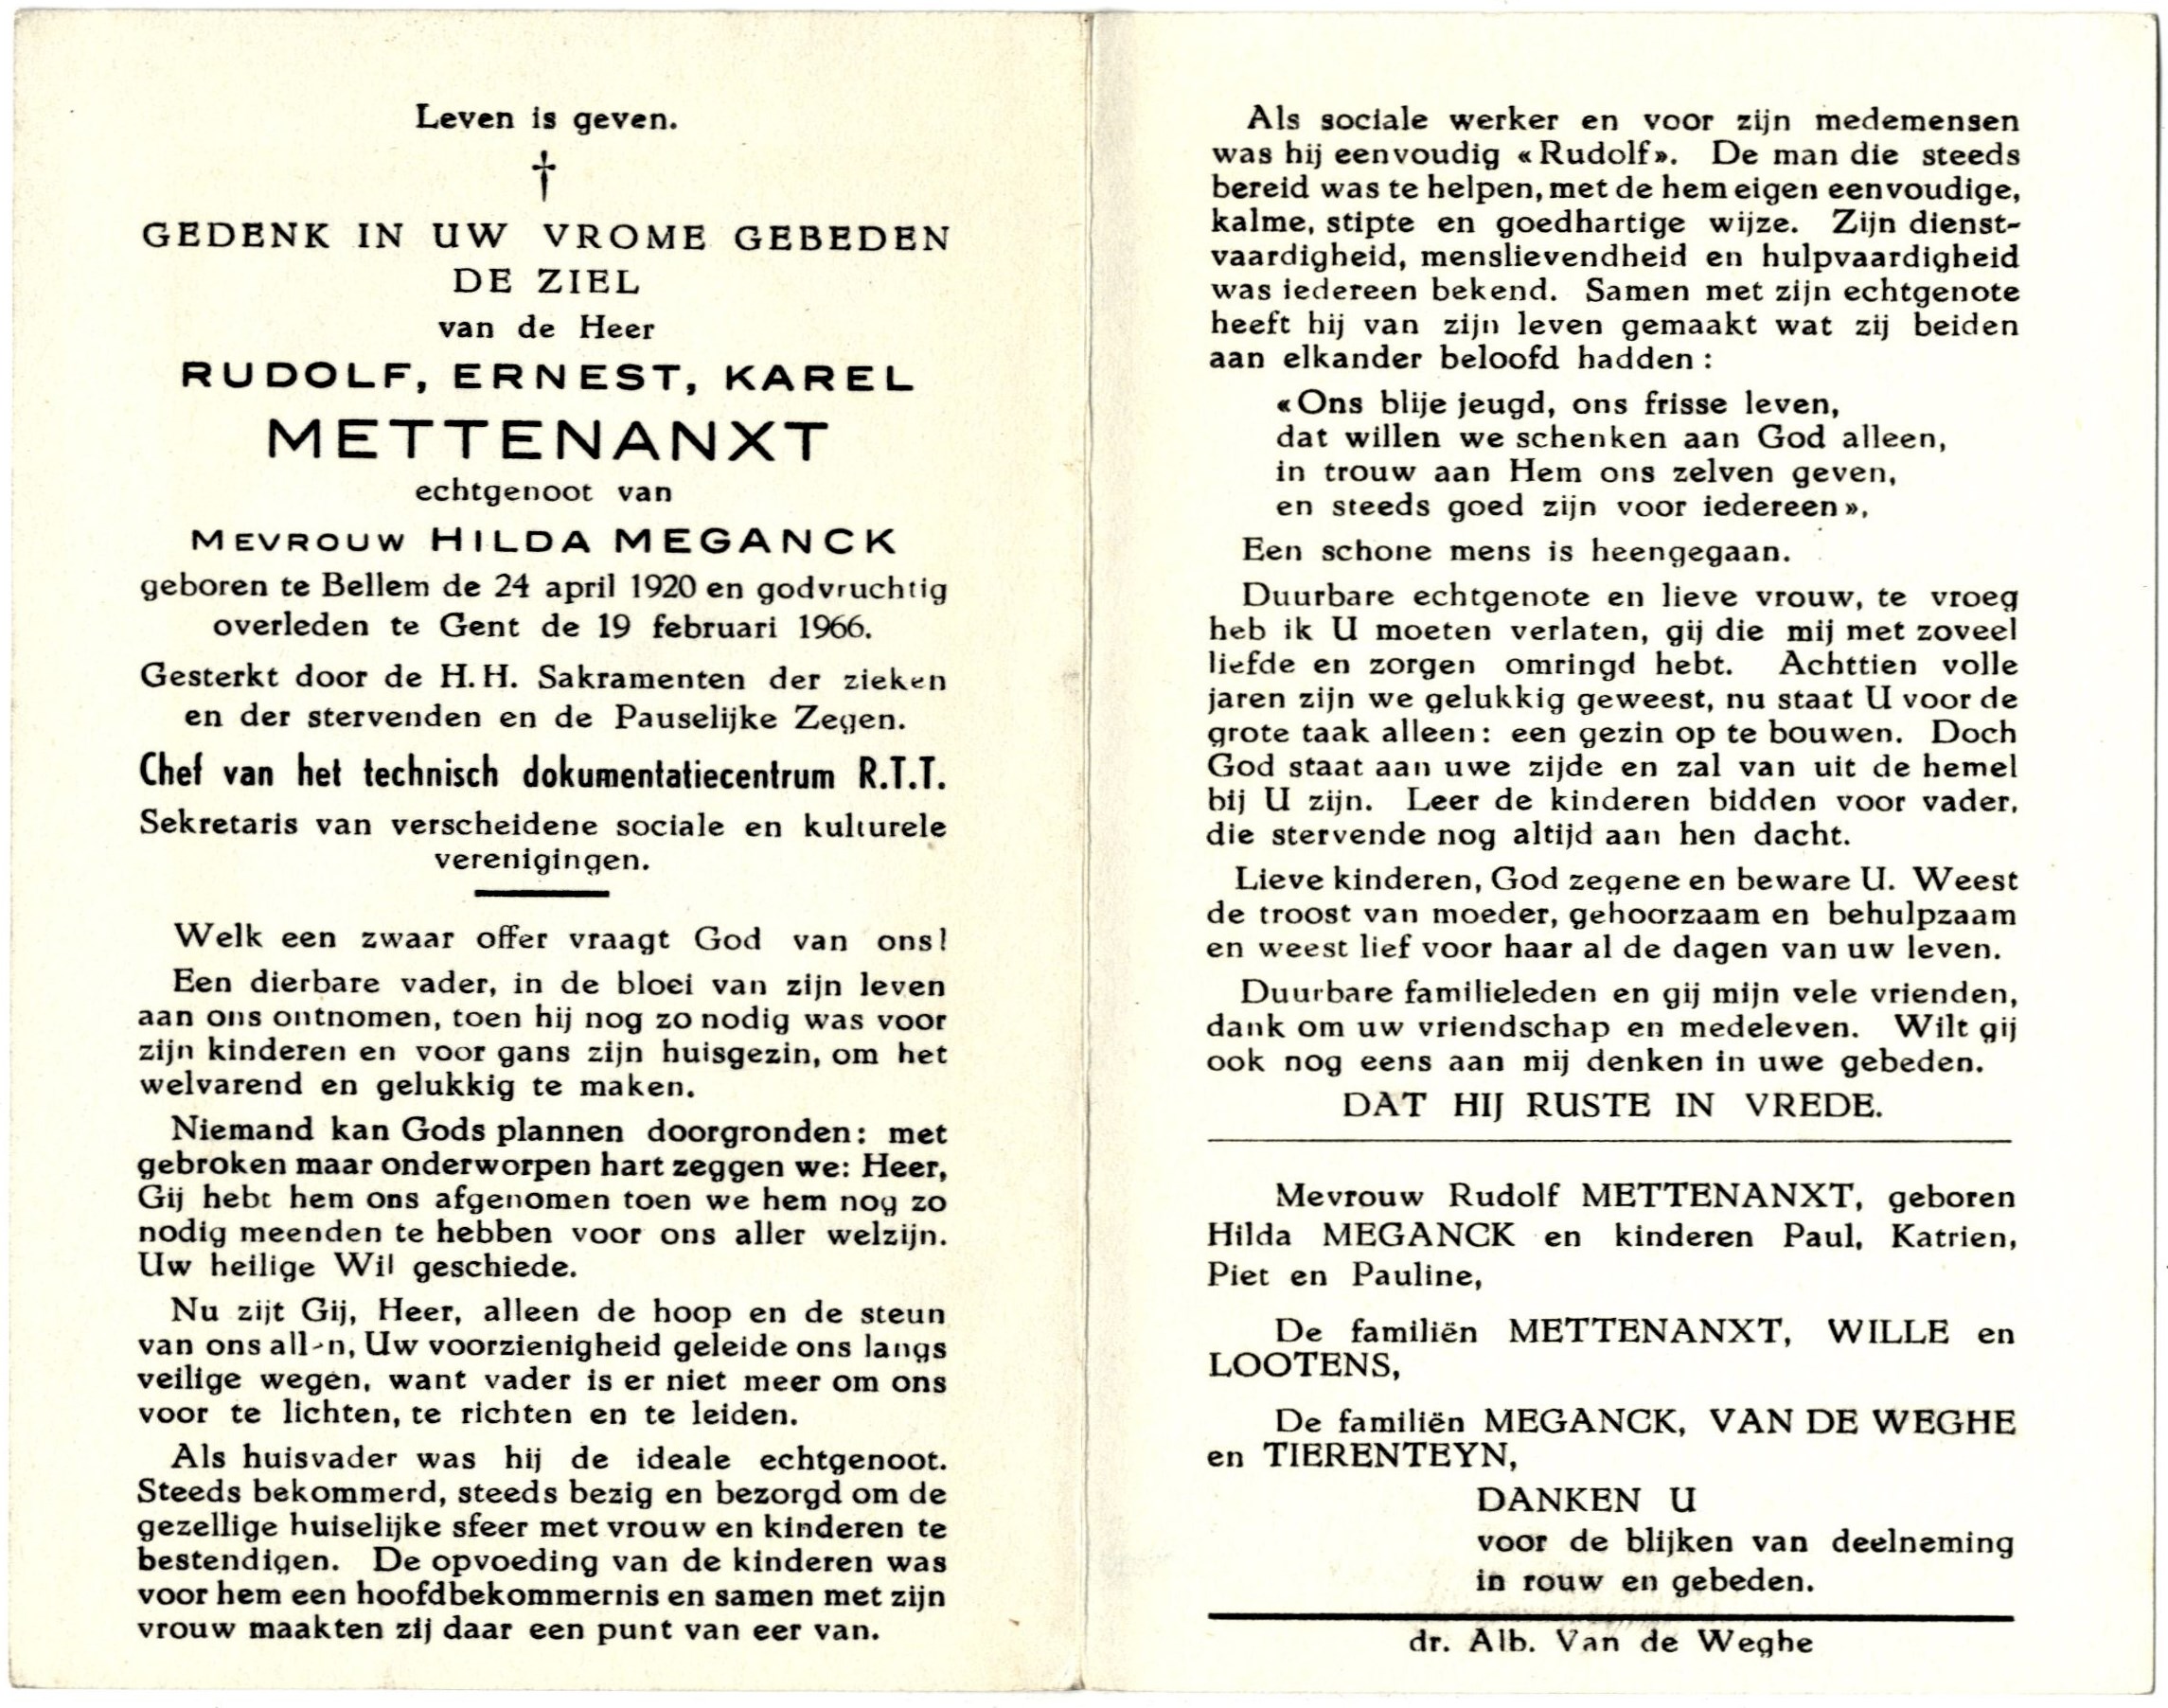 Leven is geven.
†
GEDENK IN UW VROME GEBEDEN
DE ZIEL
van de Heer
RUDOLF, ERNEST, KAREL
METTENANXT
echtgenoot van
MEVROUW HILDA MEGANCK
geboren te Bellem de 24 april 1920 en godvruchtig
overleden te Gent de 19 februari 1966.
Gesterkt door de H.H. Sakramenten der zieken
en der stervenden en de Pauselijke Zegen.
Chef van het technisch dokumentatiecentrum R.T.T.
Sekretaris van verscheidene sociale en kulturele
verenigingen.
Welk een zwaar offer vraagt God van ons!
Een dierbare vader, in de bloei van zijn leven
aan ons ontnomen, toen hij nog zo nodig was voor
zijn kinderen en voor gans zijn huisgezin, om het
welvarend en gelukkig te maken.
Niemand kan Gods plannen doorgronden: met
gebroken maar onderworpen hart zeggen we: Heer,
Gij hebt hem ons afgenomen toen we hem nog zo
nodig meenden te hebben voor ons aller welzijn.
Uw heilige Wil geschiede.
Nu zijt Gij, Heer, alleen de hoop en de steun
van ons allen, Uw voorzienigheid geleide ons langs
veilige wegen, want vader is er niet meer om ons
voor te lichten, te richten en te leiden.
Als huisvader was hij de ideale echtgenoot.
Steeds bekommerd, steeds bezig en bezorgd om de
gezellige huiselijke sfeer met vrouw en kinderen te
bestendigen. De opvoeding van de kinderen was
voor hem een hoofdbekommernis en samen met zijn
vrouw maakten zij daar een punt van eer van.
Als sociale werker en voor zijn medemensen
was hij eenvoudig «Rudolf». De man die steeds
bereid was te helpen, met de hem eigen eenvoudige,
kalme, stipte en goedhartige wijze. Zijn dienst-
vaardigheid, menslievendheid en hulpvaardigheid
was iedereen bekend. Samen met zijn echtgenote
heeft hij van zijn leven gemaakt wat zij beiden
aan elkander beloofd hadden :
«Ons blije jeugd, ons frisse leven,
dat willen we schenken aan God alleen,
in trouw aan Hem ons zelven geven,
en steeds goed zijn voor iedereen»,
Een schone mens is heengegaan.
Duurbare echtgenote en lieve vrouw, te vroeg
heb ik U moeten verlaten, gij die mij met zoveel
liefde en zorgen omringd hebt. Achttien volle
jaren zijn we gelukkig geweest, nu staat U voor de
grote taak alleen: een gezin op te bouwen. Doch
God staat aan uwe zijde en zal van uit de hemel
bij U zijn. Leer de kinderen bidden voor vader,
die stervende nog altijd aan hen dacht.
Lieve kinderen, God zegene en beware U. Weest
de troost van moeder, gehoorzaam en behulpzaam
en weest lief voor haar al de dagen van uw leven.
Duurbare familieleden en gij mijn vele vrienden,
dank om uw vriendschap en medeleven. Wilt gij
ook nog eens aan mij denken in uwe gebeden.
DAT HIJ RUSTE IN VREDE.
Mevrouw Rudolf METTENANXT, geboren
Hilda MEGANCK en kinderen Paul, Katrien,
Piet en Pauline,
De familiën METTENANXT, WILLE en
LOOTENS,
De familiën MEGANCK, VAN DE WEGHE
en TIERENTEYN,
DANKEN U
voor de blijken van deelneming
in rouw en gebeden.
dr. Alb. Van de Weghe